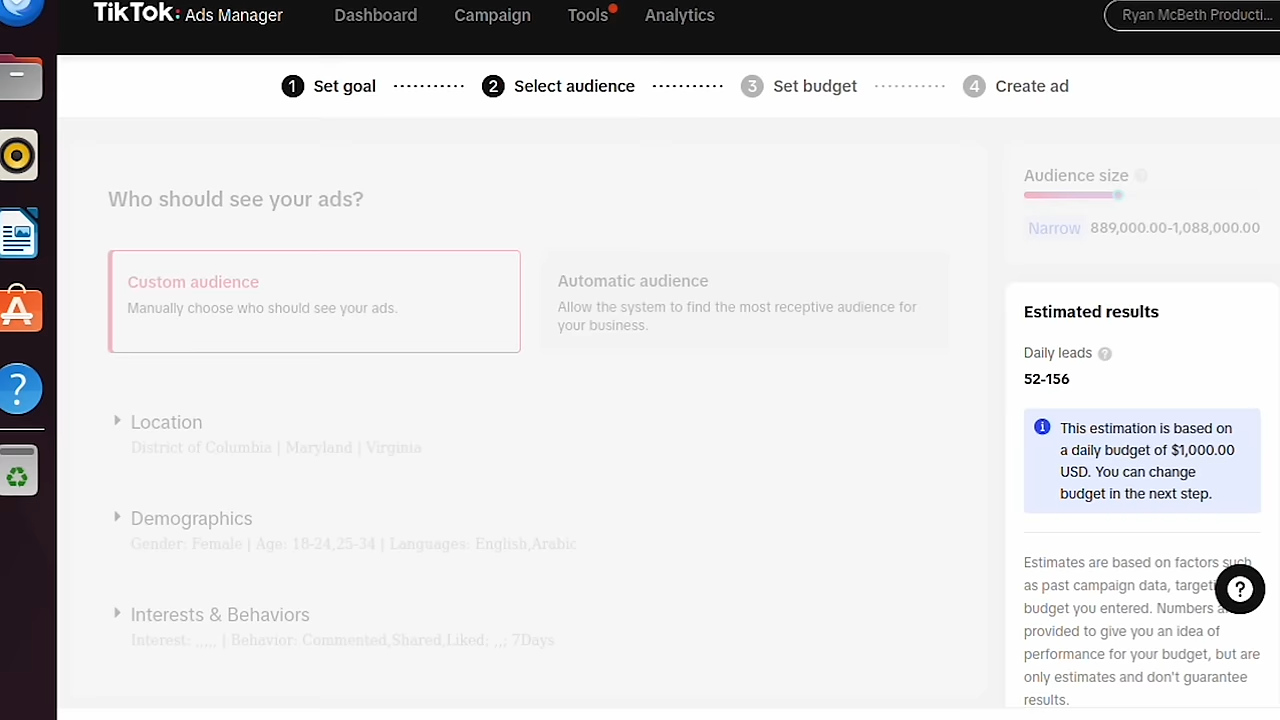 TikTok: Ads Manager
Dashboard
Campaign
Tools
Analytics
Ryan McBeth Producti...
1 Set goal
2 Select audience
3 Set budget
4 Create ad
Who should see your ads?
Custom audience
Manually choose who should see your ads.
Automatic audience
Allow the system to find the most receptive audience for
your business.
Location
District of Columbia | Maryland | Virginia
Demographics
Gender: Female | Age: 18-24,25-34 | Languages: English,Arabic
Interests & Behaviors
Interest: ,,,,, | Behavior: Commented,Shared,Liked; ,,; 7Days
Audience size ?
Narrow 889,000.00-1,088,000.00
Estimated results
Daily leads ?
52-156
This estimation is based on
a daily budget of $1,000.00
USD. You can change
budget in the next step.
Estimates are based on factors such
as past campaign data,
budget you entered. Numbers
provided to give you an idea of
performance for your budget, but are
only estimates and don't guarantee
results.
?